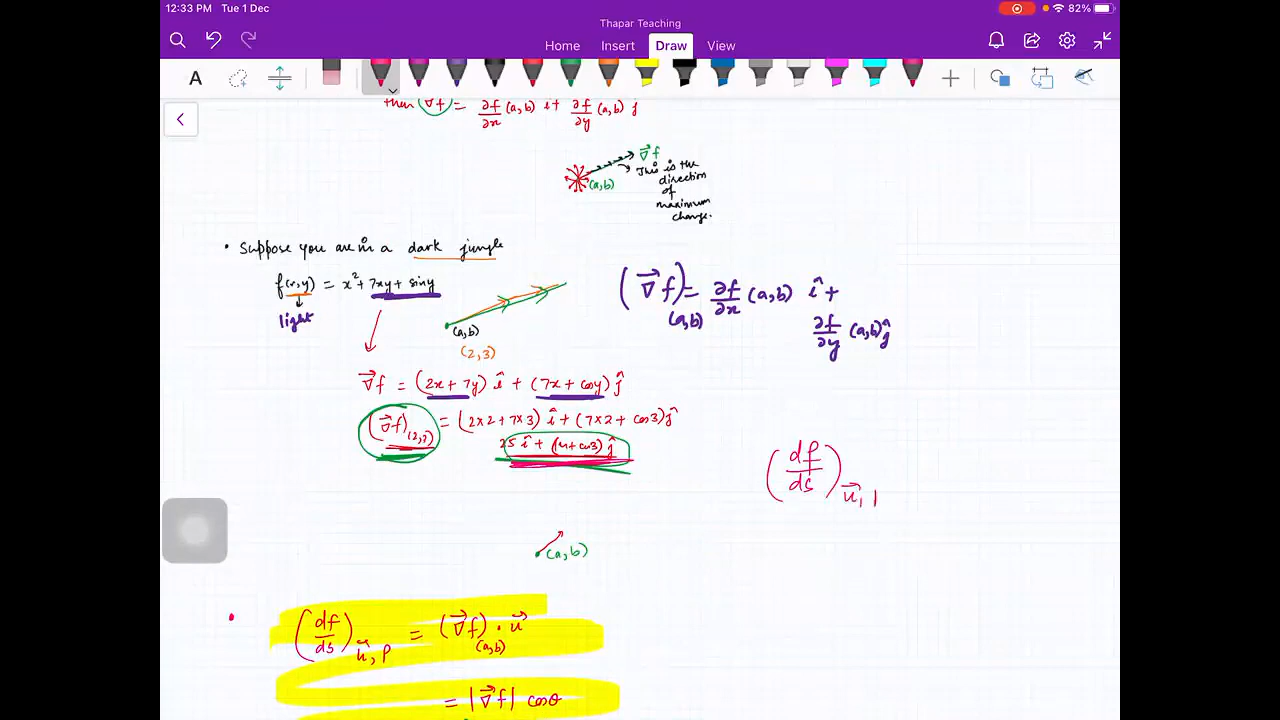 12:33 PM Tue 1 Dec
82%
Thapar Teaching
Home Insert Draw View
A
then ∇⃗f = ∂f/∂x (a,b) i + ∂f/∂y (a,b) j
∇⃗f
(a,b)
This is the
direction
of
maximum
change.
• Suppose you are in a dark jungle
f(x,y) = x² + 7xy + siny
light
(a,b)
(2,3)
(∇⃗f)(a,b) = ∂f/∂x (a,b) î +
∂f/∂y (a,b) ĵ
∇⃗f = (2x + 7y) î + (7x + cosy) ĵ
(∇⃗f)(2,3) = (2×2 + 7×3) î + (7×2 + cos3) ĵ
25 î + (14 + cos3) ĵ
(df/ds) u⃗,
(a,b)
• (df/ds) u⃗, P = (∇⃗f)(a,b) · u⃗
= |∇⃗f| cosθ